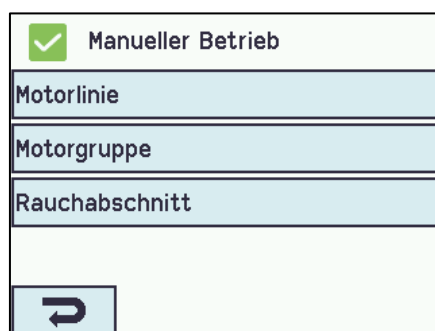 Manueller Betrieb
Motorlinie
Motorgruppe
Rauchabschnitt